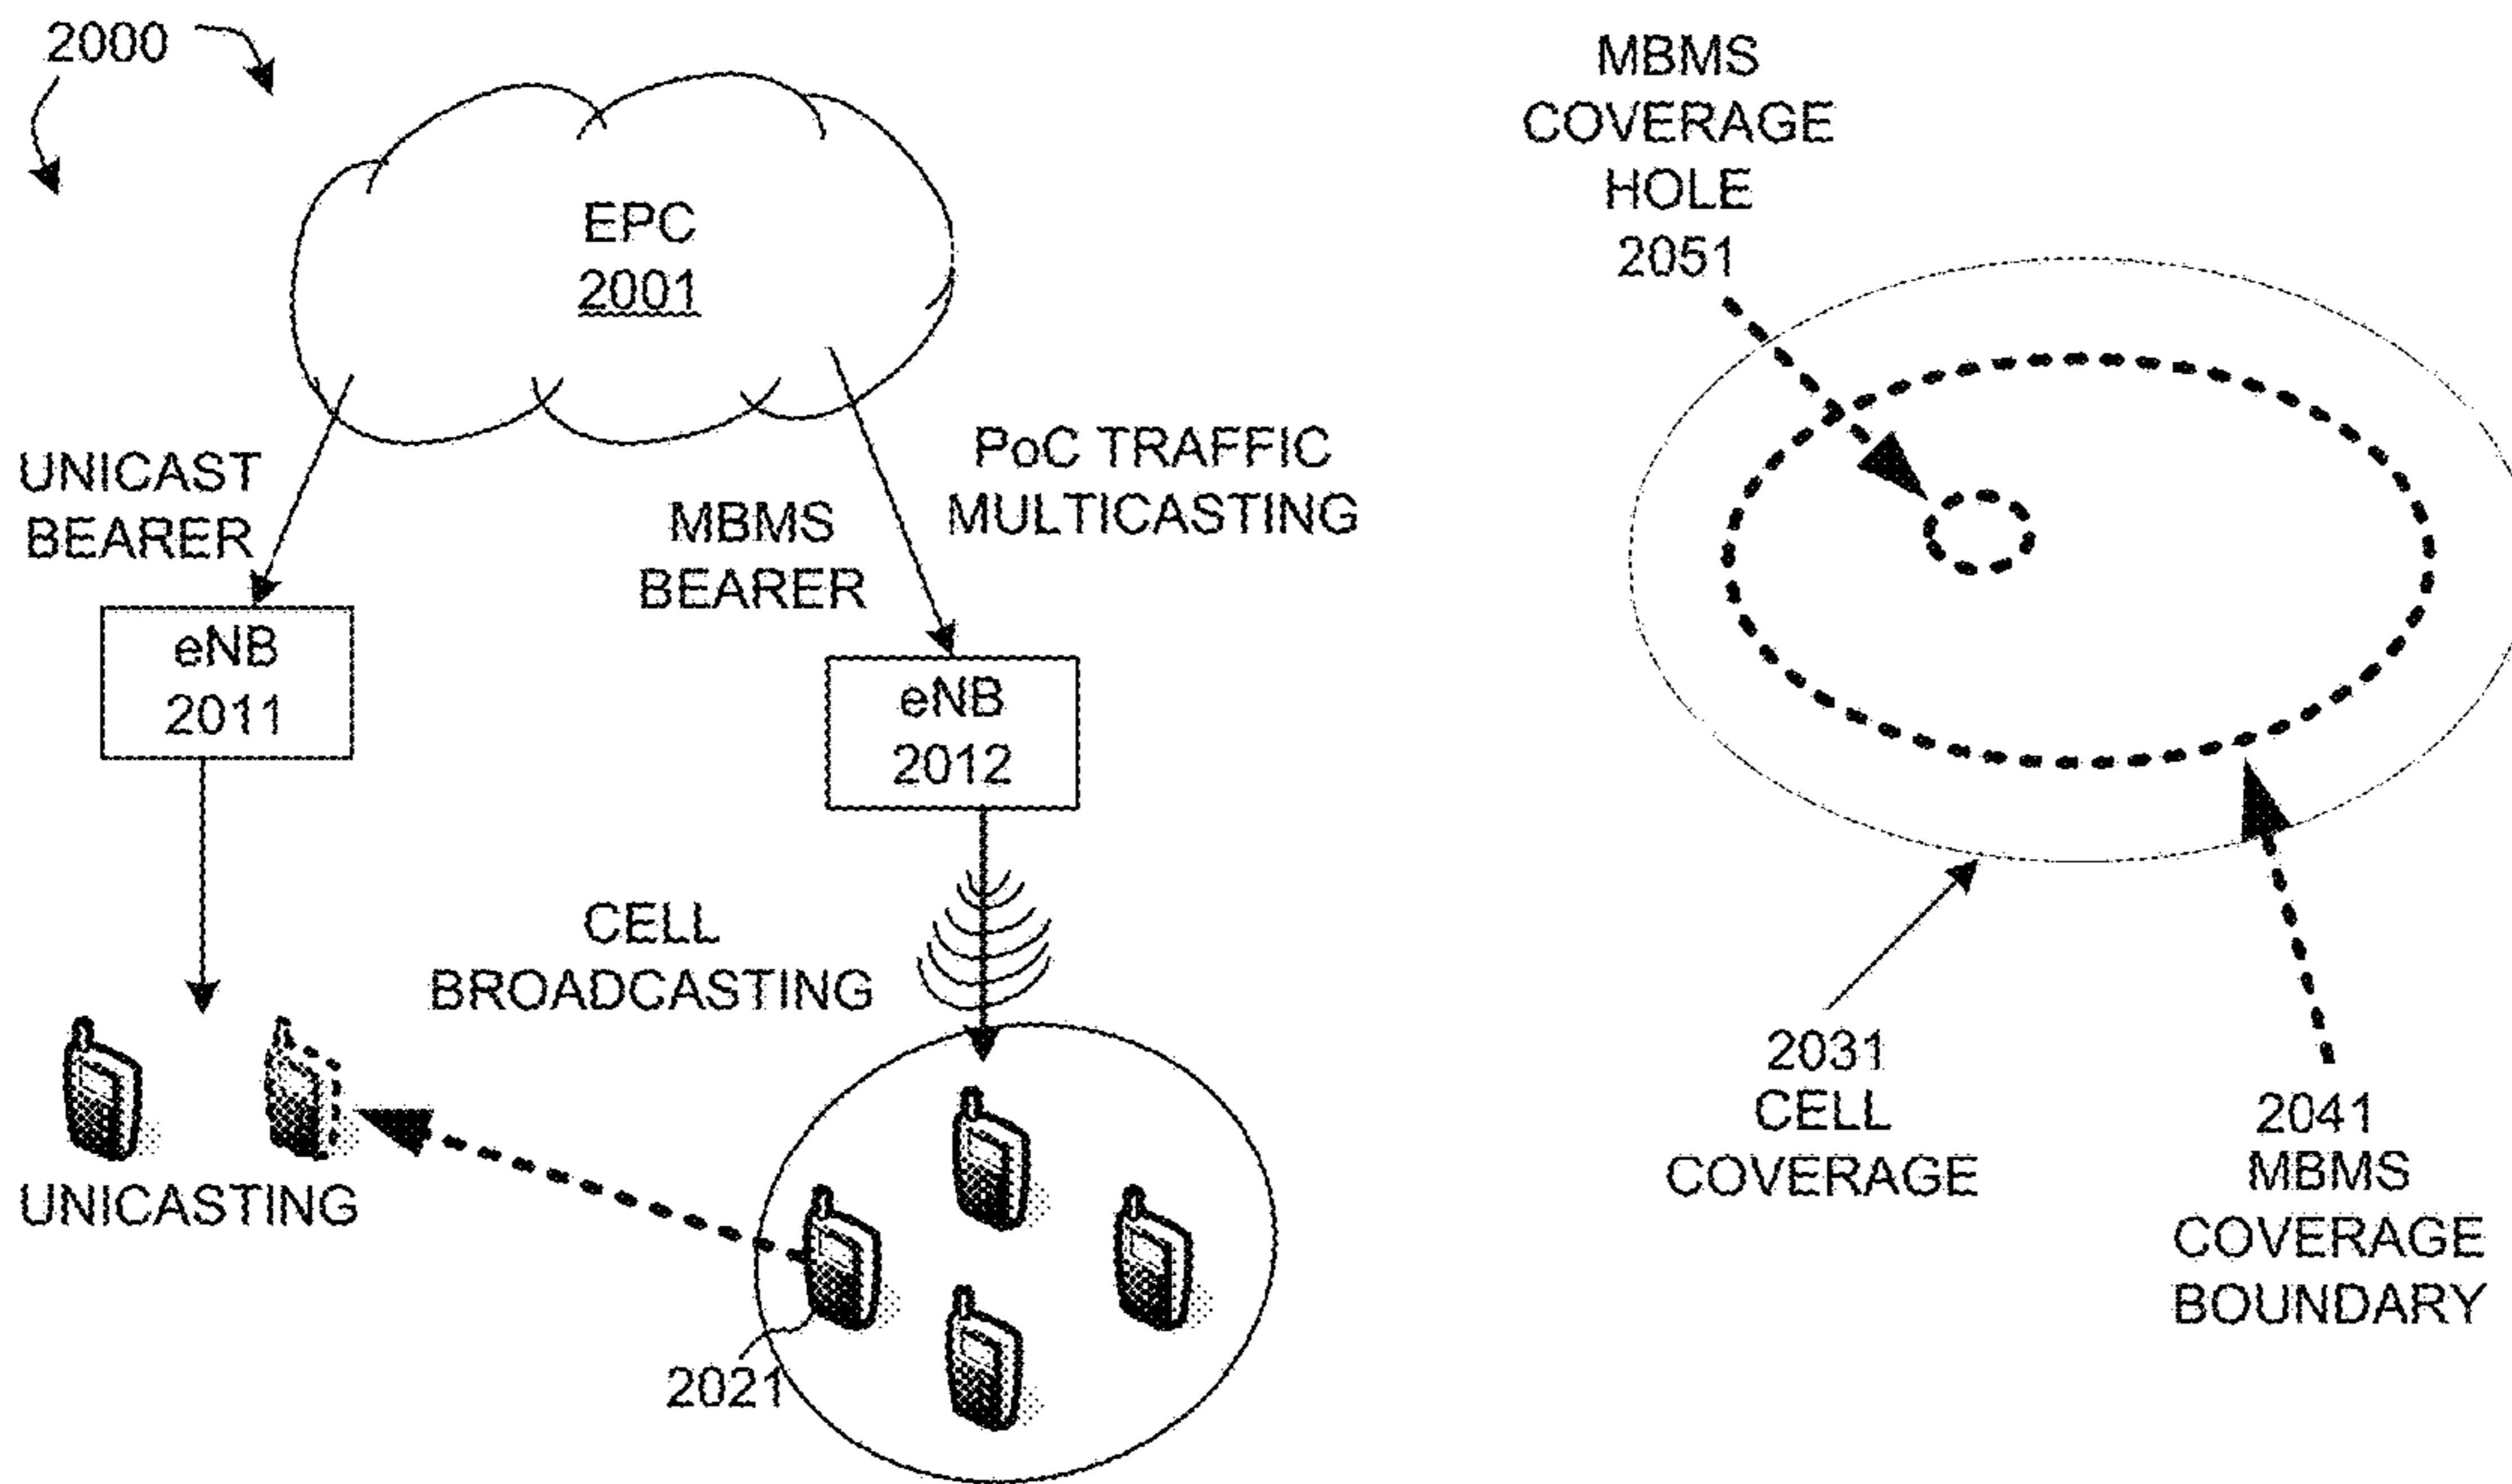 2000
EPC
2001
UNICAST
BEARER
MBMS
BEARER
PoC TRAFFIC
MULTICASTING
eNB
2011
eNB
2012
CELL
BROADCASTING
UNICASTING
2021
MBMS
COVERAGE
HOLE
2051
2031
CELL
COVERAGE
2041
MBMS
COVERAGE
BOUNDARY